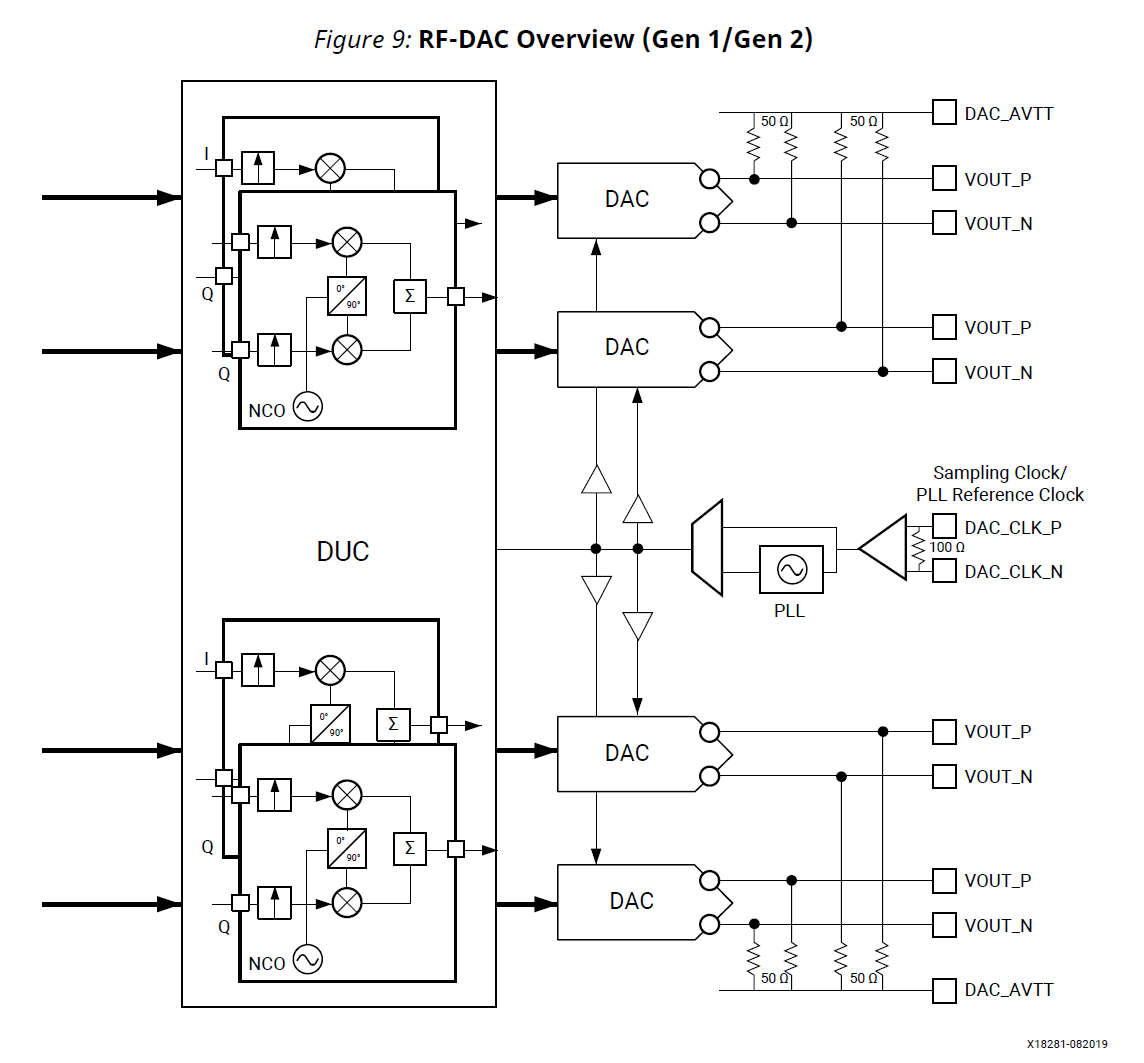 Figure 9: RF-DAC Overview (Gen 1/Gen 2)
50 Ω
50 Ω
DAC_AVTT
I
DAC
VOUT_P
VOUT_N
0°
90°
Σ
Q
DAC
VOUT_P
VOUT_N
Q
NCO
Sampling Clock/
PLL Reference Clock
DAC_CLK_P
100 Ω
DAC_CLK_N
DUC
PLL
I
0°
90°
Σ
DAC
VOUT_P
VOUT_N
Q
0°
90°
Σ
DAC
VOUT_P
VOUT_N
Q
NCO
50 Ω
50 Ω
DAC_AVTT
X18281-082019